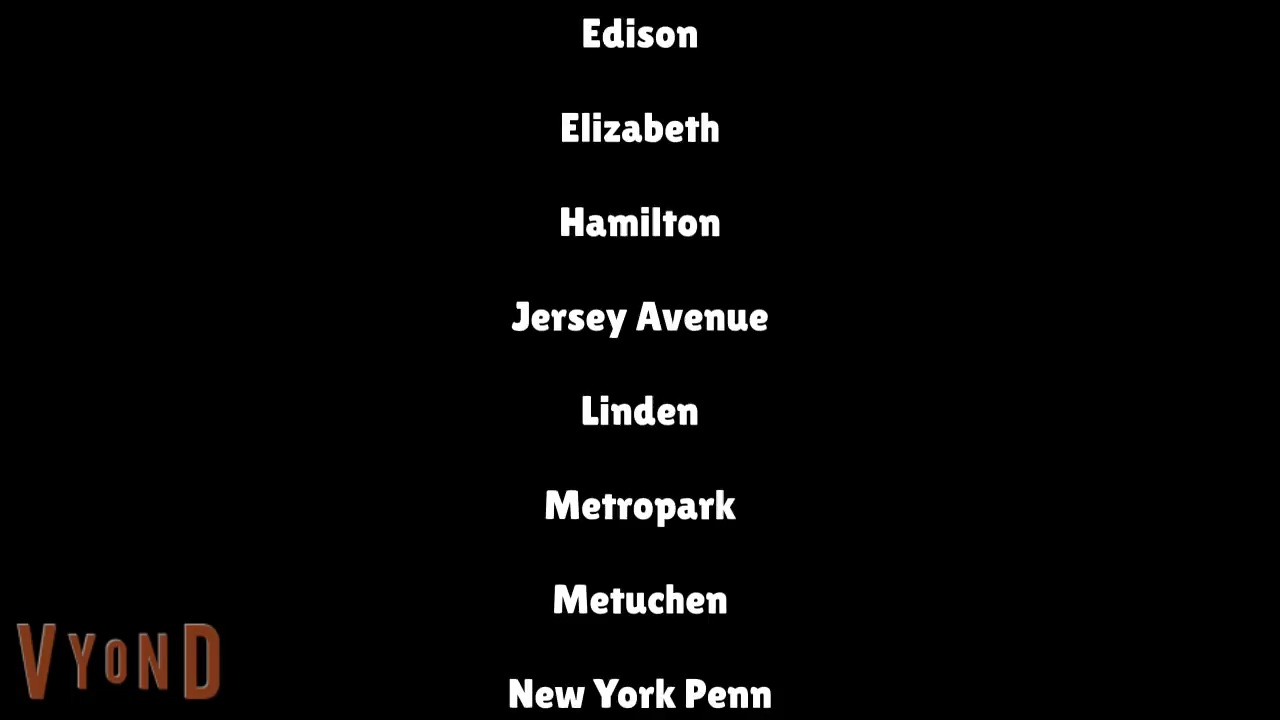 Edison
Elizabeth
Hamilton
Jersey Avenue
Linden
Metropark
Metuchen
VYOND
New York Penn